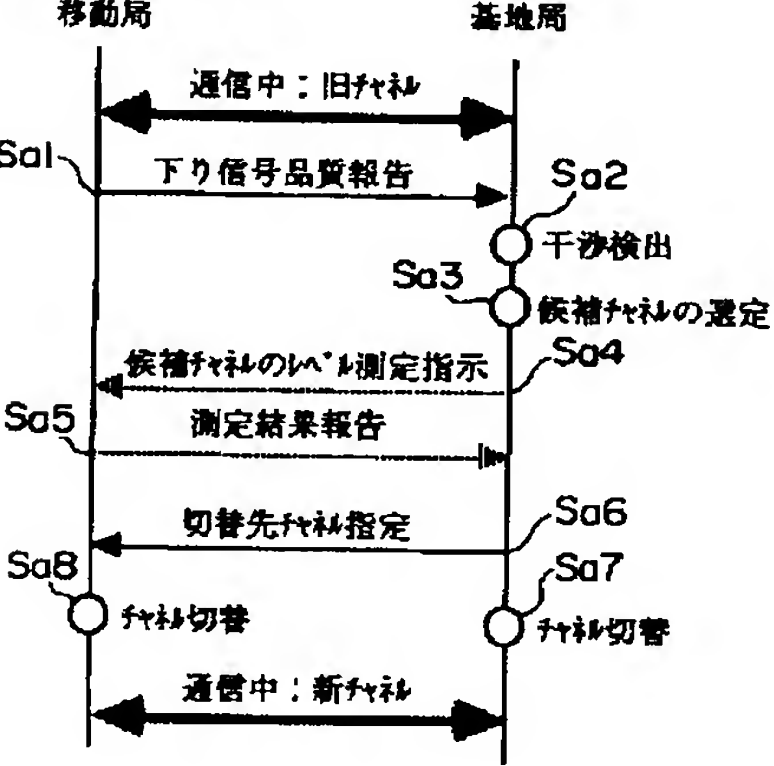 移動局
基地局
通信中：旧ﾁｬﾈﾙ
Sa1
下り信号品質報告
Sa2
干渉検出
Sa3
候補ﾁｬﾈﾙの選定
候補ﾁｬﾈﾙのﾚﾍﾞﾙ測定指示
Sa4
Sa5
測定結果報告
切替先ﾁｬﾈﾙ指定
Sa6
Sa8
Sa7
ﾁｬﾈﾙ切替
ﾁｬﾈﾙ切替
通信中：新ﾁｬﾈﾙ